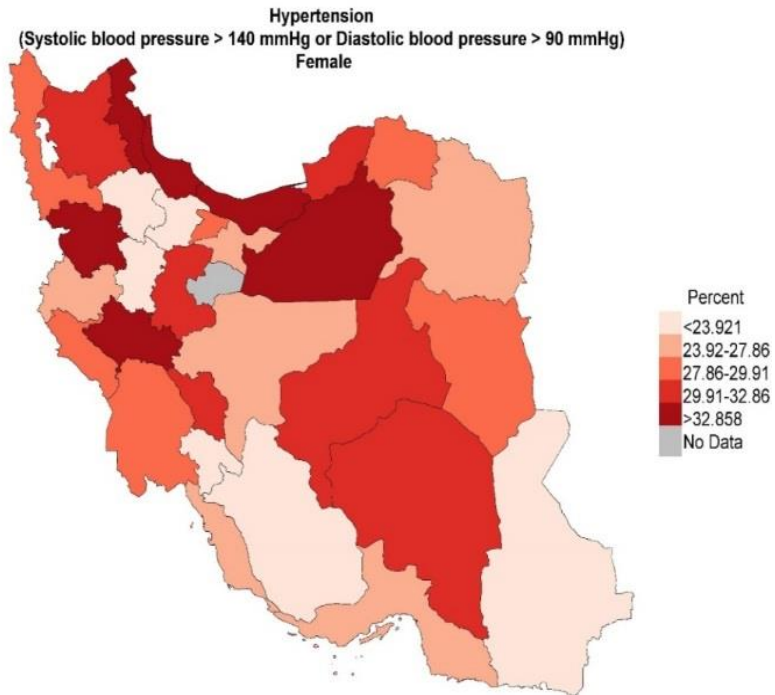 Hypertension
(Systolic blood pressure > 140 mmHg or Diastolic blood pressure > 90 mmHg)
Female
Percent
<23.921
23.92-27.86
27.86-29.91
29.91-32.86
>32.858
No Data